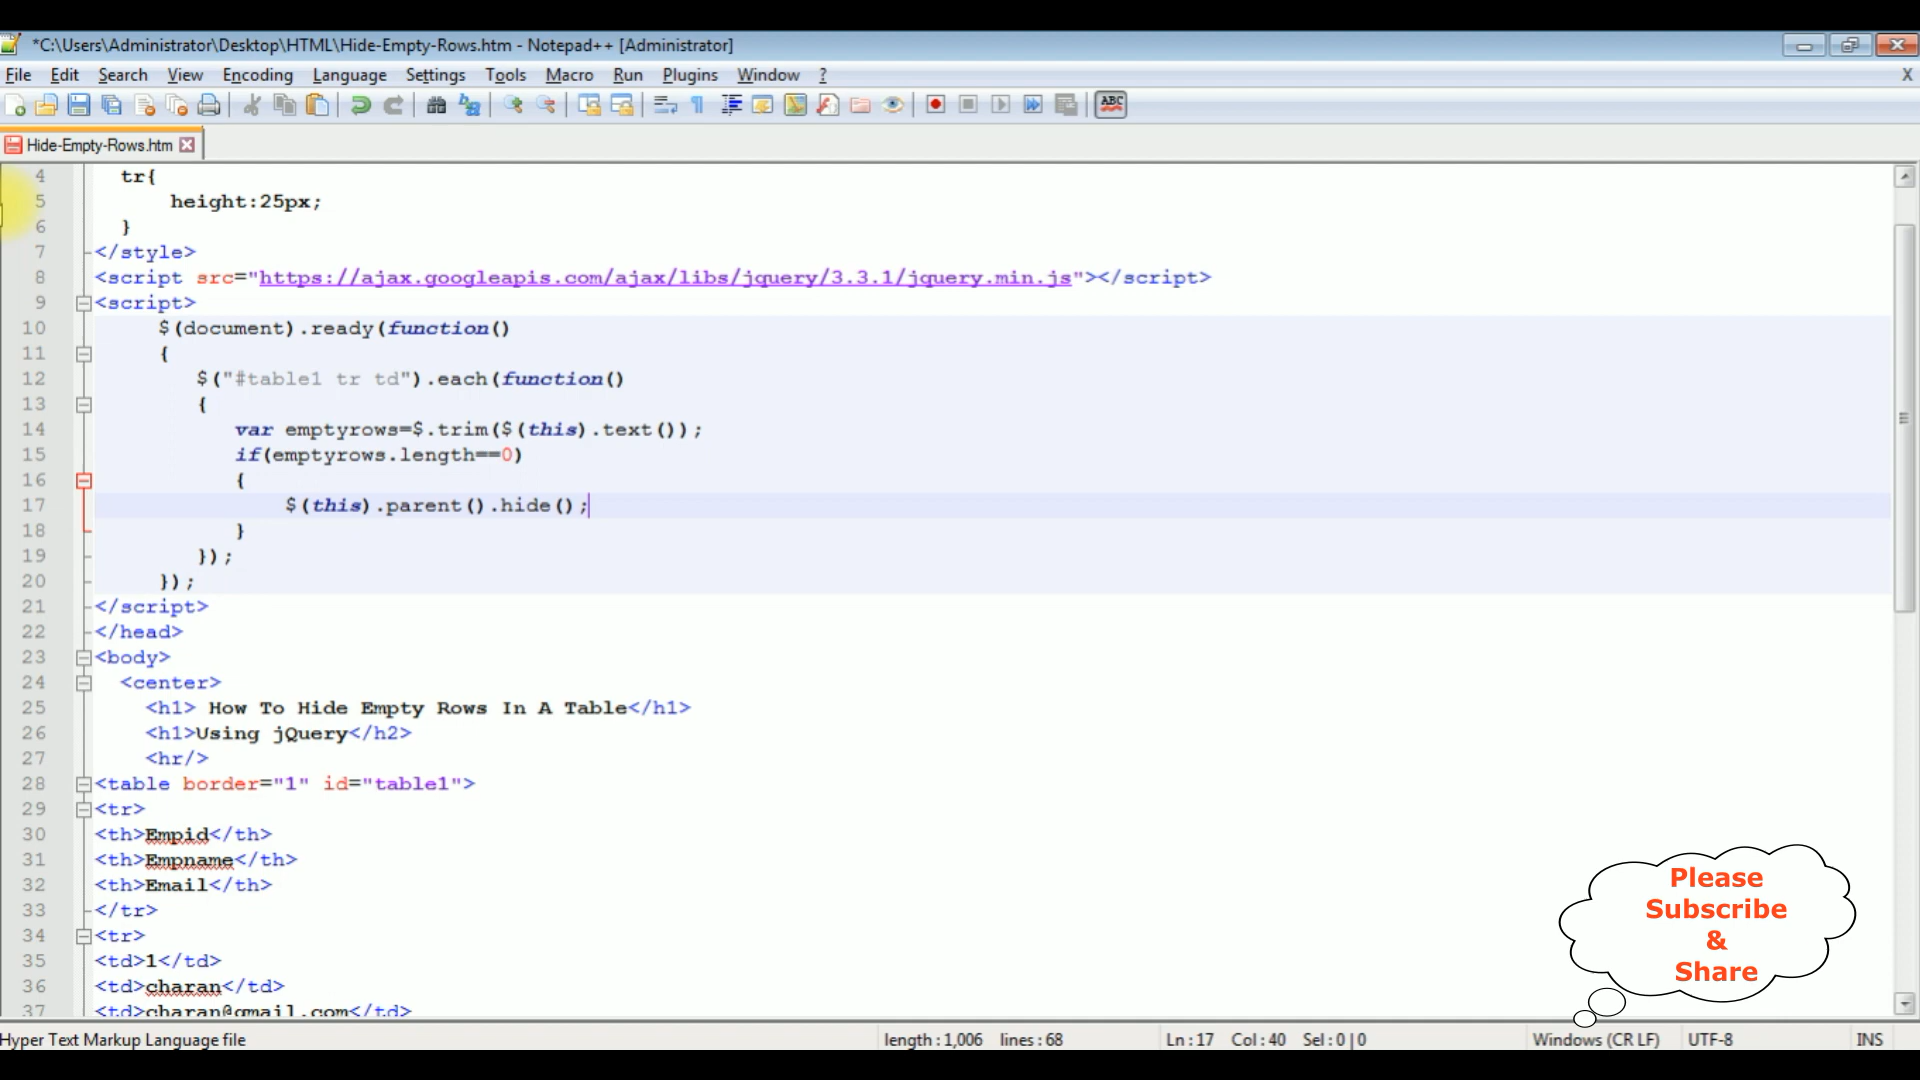 *C:\Users\Administrator\Desktop\HTML\Hide-Empty-Rows.htm - Notepad++ [Administrator]
File Edit Search View Encoding Language Settings Tools Macro Run Plugins Window ? X
ABC
Hide-Empty-Rows.htm
4 tr{
5 height:25px;
6 }
7 </style>
8 <script src="https://ajax.googleapis.com/ajax/libs/jquery/3.3.1/jquery.min.js"></script>
9 <script>
10 $(document).ready(function()
11 {
12 $("#table1 tr td").each(function()
13 {
14 var emptyrows=$.trim($(this).text());
15 if(emptyrows.length==0)
16 {
17 $(this).parent().hide();
18 }
19 });
20 });
21 </script>
22 </head>
23 <body>
24 <center>
25 <h1> How To Hide Empty Rows In A Table</h1>
26 <h1>Using jQuery</h2>
27 <hr/>
28 <table border="1" id="table1">
29 <tr>
30 <th>Empid</th>
31 <th>Empname</th>
32 <th>Email</th>
33 </tr>
34 <tr>
35 <td>1</td>
36 <td>charan</td>
37 <td>charan@gmail.com</td>
Please
Subscribe
&
Share
Hyper Text Markup Language file length : 1,006 lines : 68 Ln : 17 Col : 40 Sel : 0 | 0 Windows (CR LF) UTF-8 INS